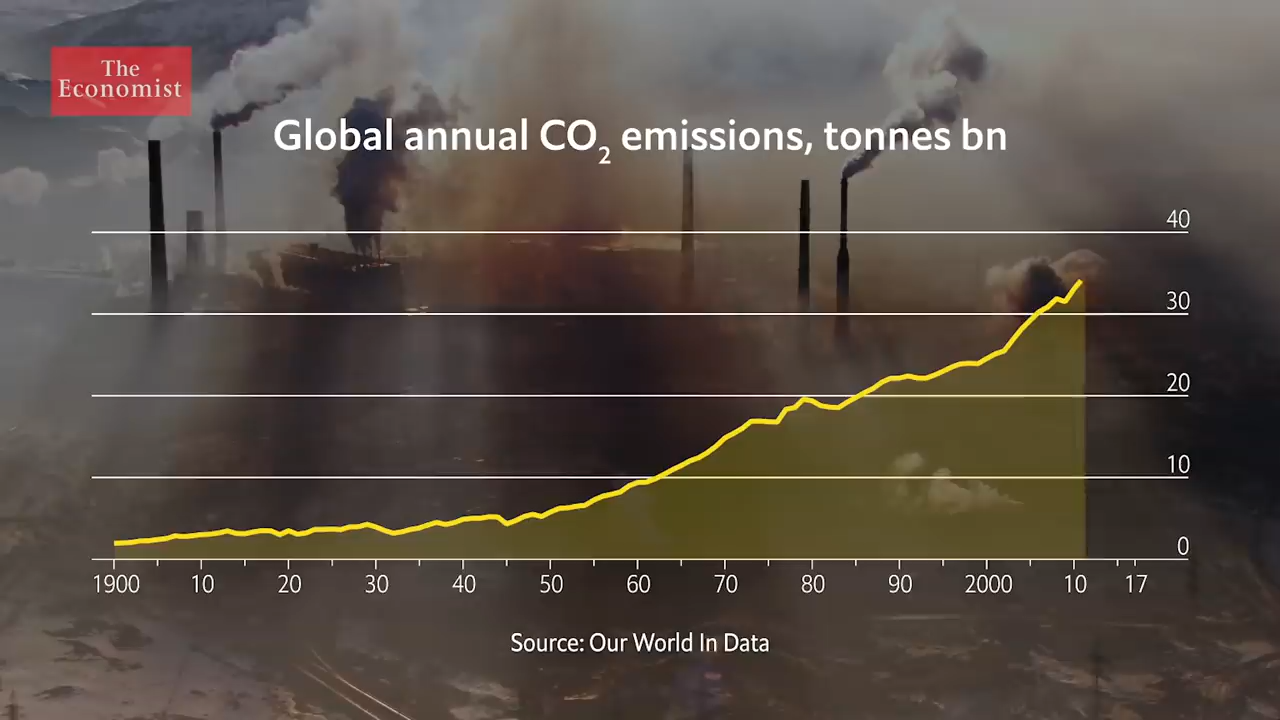 The
Economist
Global annual CO₂ emissions, tonnes bn
40
30
20
10
0
1900 10 20 30 40 50 60 70 80 90 2000 10 17
Source: Our World In Data